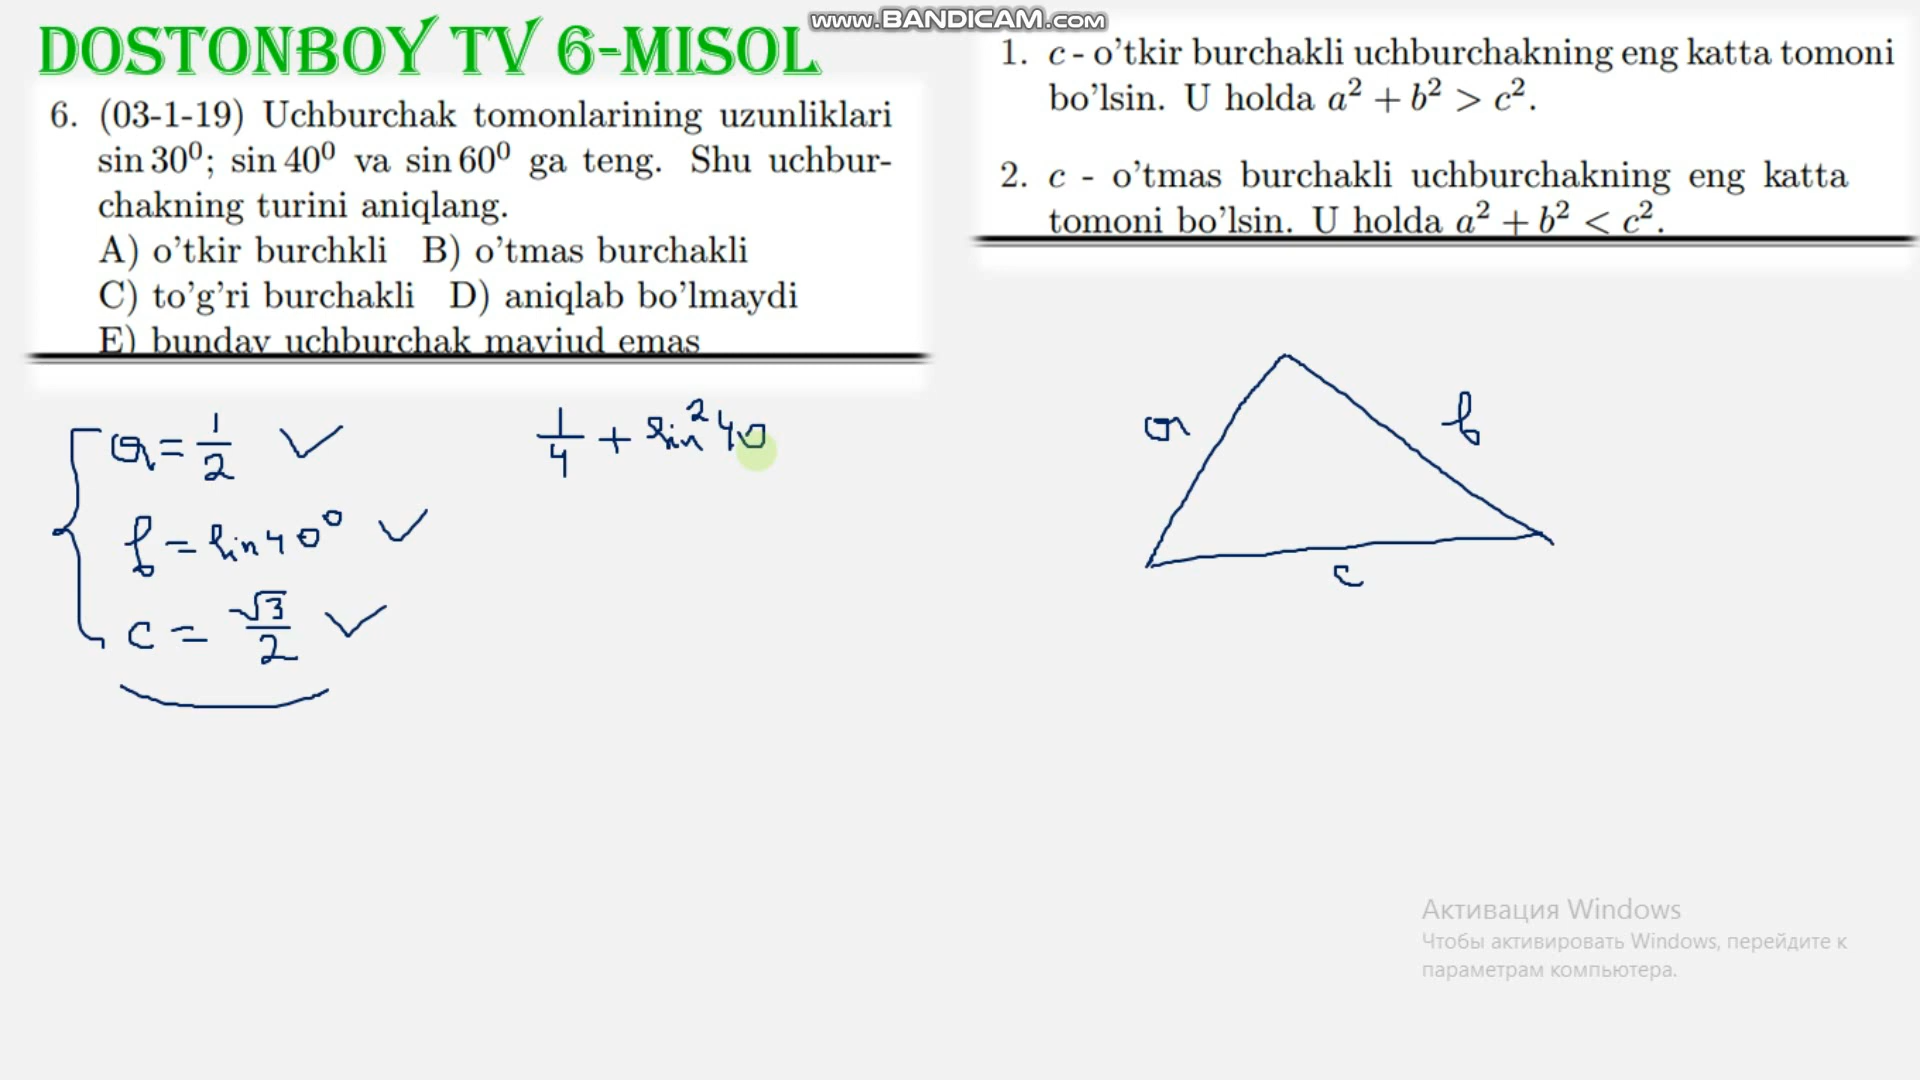 www.BANDICAM.com
DOSTONBOY TV 6-MISOL
6. (03-1-19) Uchburchak tomonlarining uzunliklari
sin 30⁰; sin 40⁰ va sin 60⁰ ga teng. Shu uchbur-
chakning turini aniqlang.
A) o'tkir burchkli B) o'tmas burchakli
C) to'g'ri burchakli D) aniqlab bo'lmaydi
E) bunday uchburchak mavjud emas
1. c - o'tkir burchakli uchburchakning eng katta tomoni
bo'lsin. U holda a² + b² > c².
2. c - o'tmas burchakli uchburchakning eng katta
tomoni bo'lsin. U holda a² + b² < c².
a = 1/2
b = sin 40⁰
c = √3/2
1/4 + sin² 40
a
b
c
Активация Windows
Чтобы активировать Windows, перейдите к
параметрам компьютера.